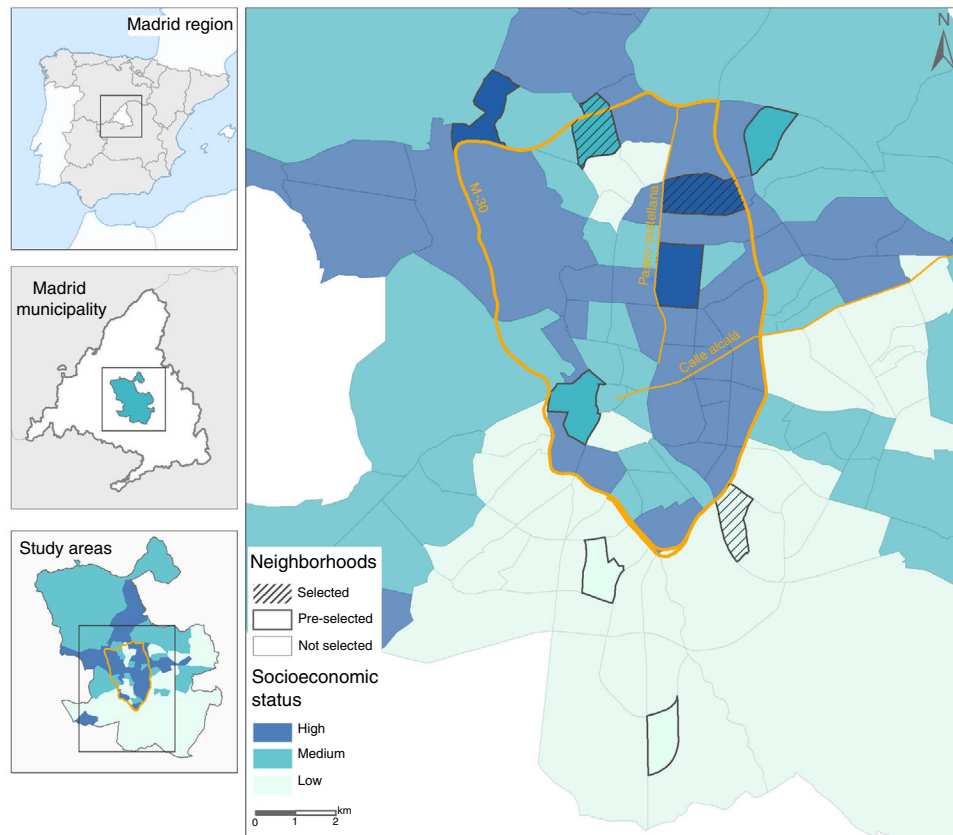 Madrid region
Madrid
municipality
Study areas
N
M-30
Paseo castellana
Calle alcalá
Neighborhoods
Selected
Pre-selected
Not selected
Socioeconomic
status
High
Medium
Low
km
0 1 2